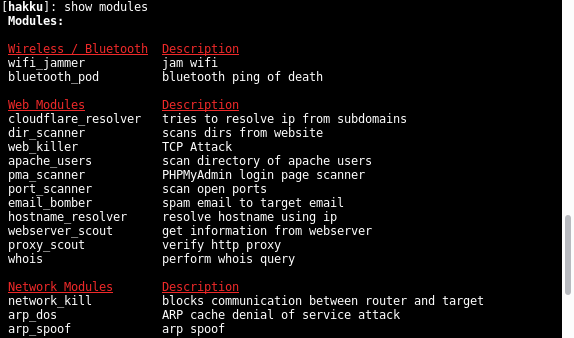 [hakku]: show modules
Modules:
Wireless / Bluetooth Description
wifi_jammer jam wifi
bluetooth_pod bluetooth ping of death
Web Modules Description
cloudflare_resolver tries to resolve ip from subdomains
dir_scanner scans dirs from website
web_killer TCP Attack
apache_users scan directory of apache users
pma_scanner PHPMyAdmin login page scanner
port_scanner scan open ports
email_bomber spam email to target email
hostname_resolver resolve hostname using ip
webserver_scout get information from webserver
proxy_scout verify http proxy
whois perform whois query
Network Modules Description
network_kill blocks communication between router and target
arp_dos ARP cache denial of service attack
arp_spoof arp spoof